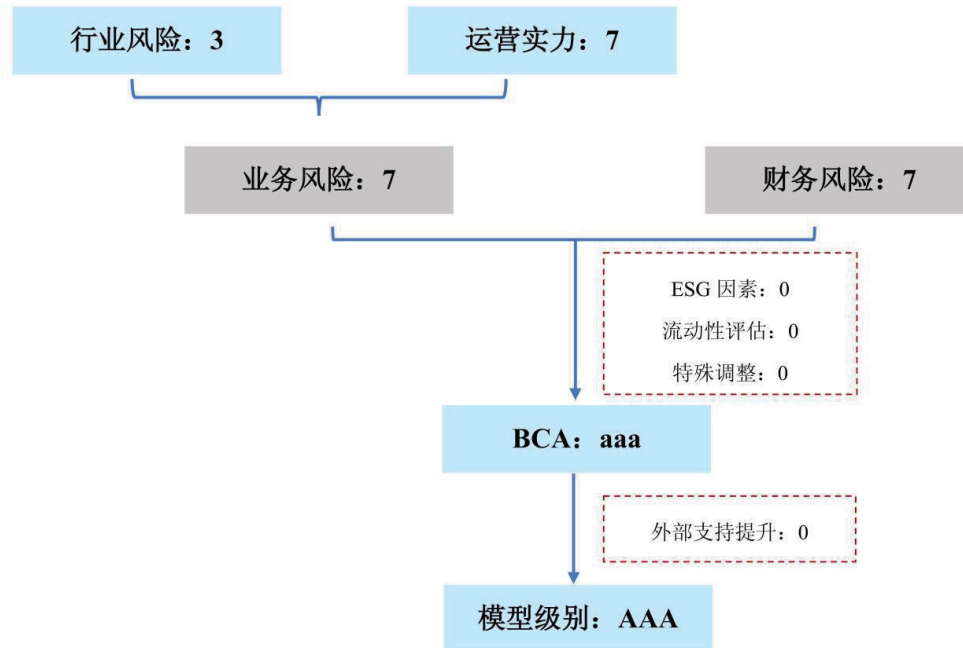 行业风险：3
运营实力：7
业务风险：7
财务风险：7
ESG 因素：0
流动性评估：0
特殊调整：0
BCA：aaa
外部支持提升：0
模型级别：AAA